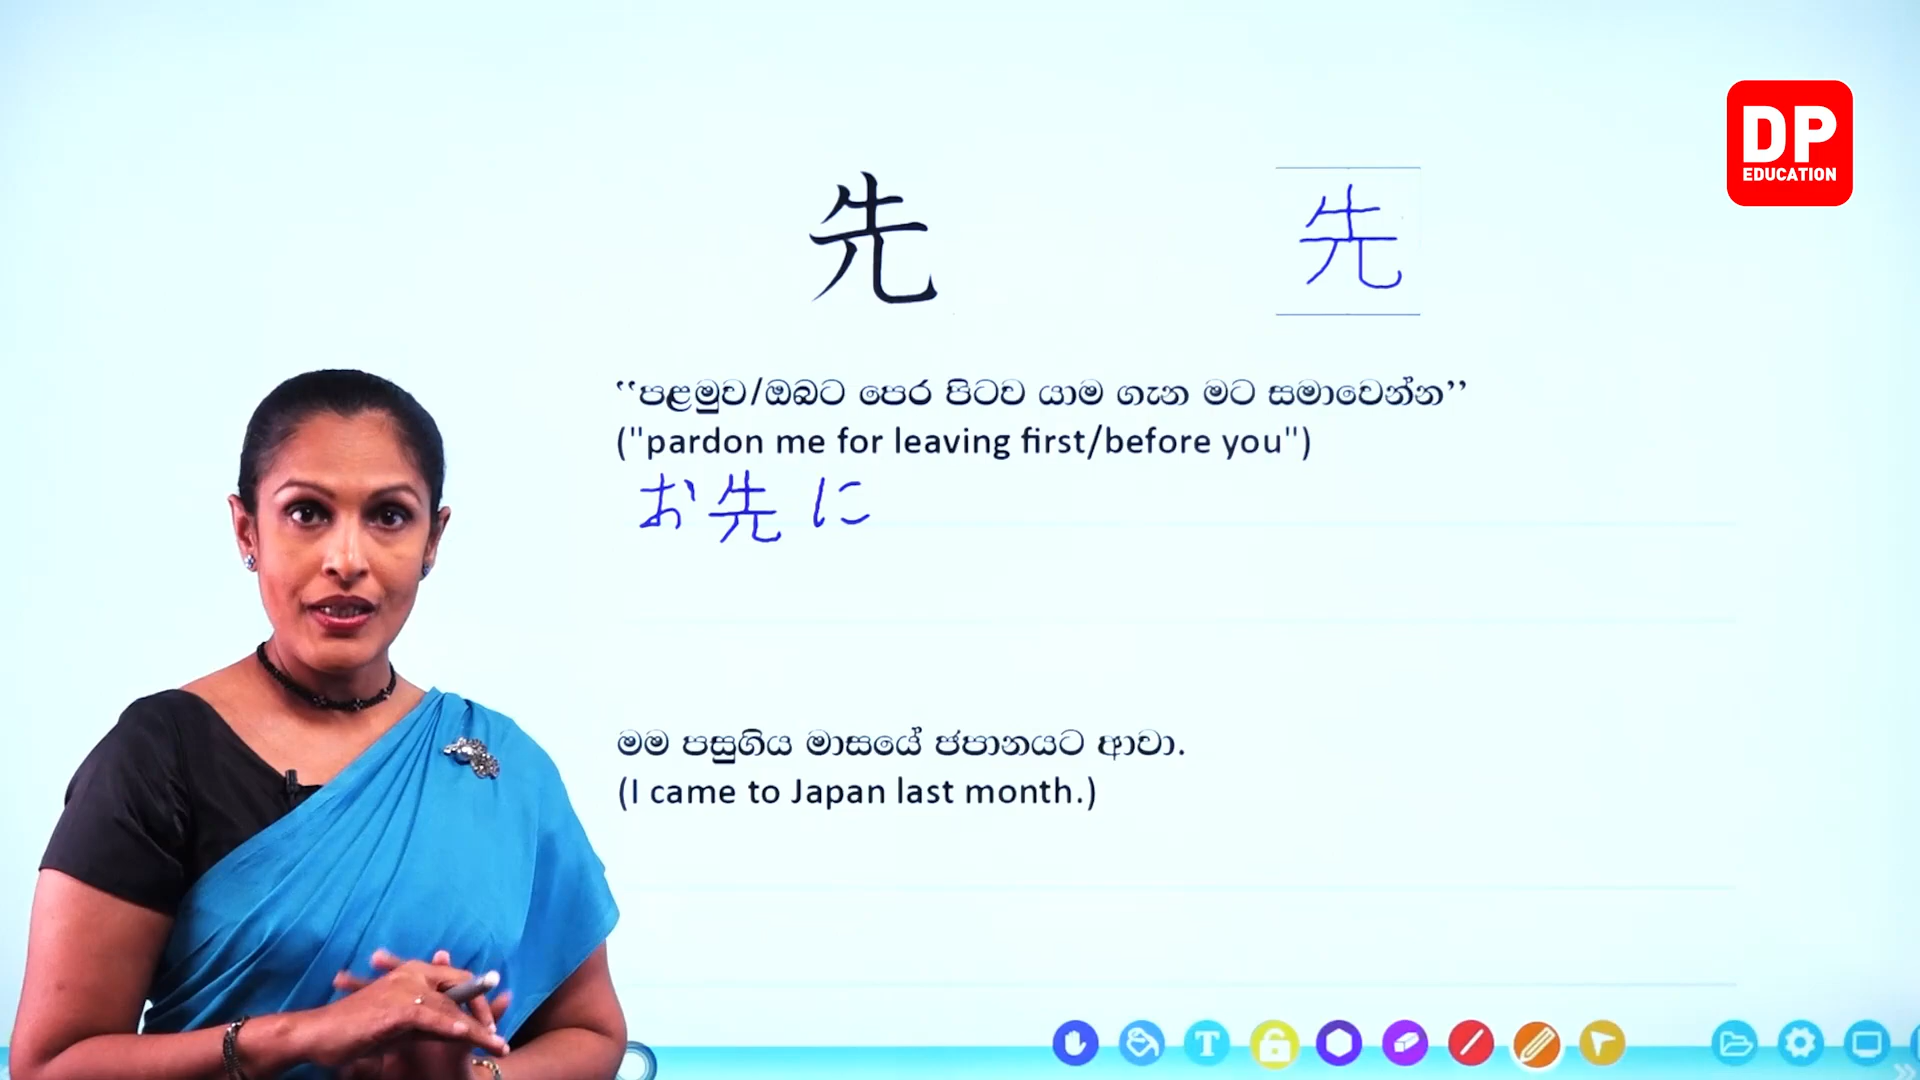 DP
EDUCATION
先 先
‘‘පළමුව/ඔබට පෙර පිටව යාම ගැන මට සමාවෙන්න’’
("pardon me for leaving first/before you")
お先に
මම පසුගිය මාසයේ ජපානයට ආවා.
(I came to Japan last month.)
T